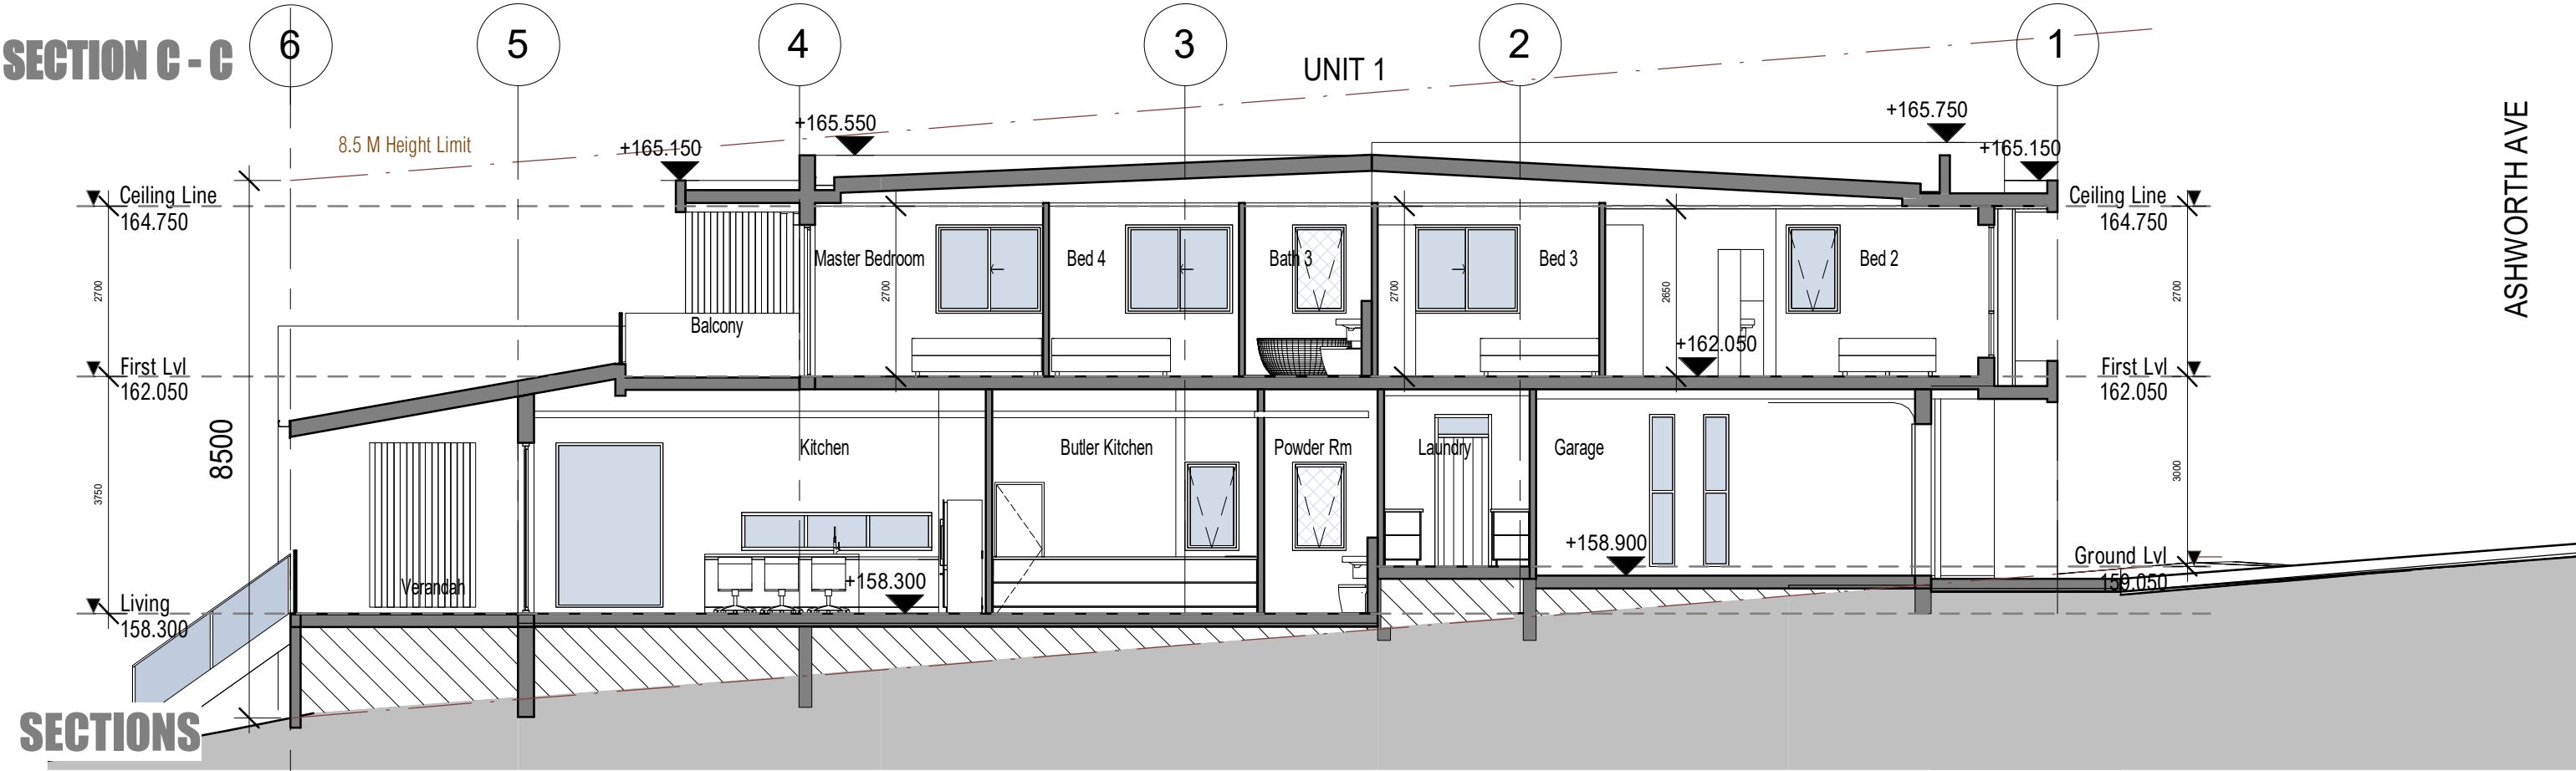 SECTION C - C
6
5
4
3
2
1
UNIT 1
ASHWORTH AVE
8.5 M Height Limit
+165.150
+165.550
+165.750
+165.150
Ceiling Line
164.750
Ceiling Line
164.750
2700
Master Bedroom
2700
Bed 4
Bath 3
2700
Bed 3
2650
Bed 2
2700
Balcony
+162.050
First Lvl
162.050
First Lvl
162.050
8500
3750
Kitchen
Butler Kitchen
Powder Rm
Laundry
Garage
3000
+158.900
Ground Lvl
159.050
Verandah
+158.300
Living
158.300
SECTIONS